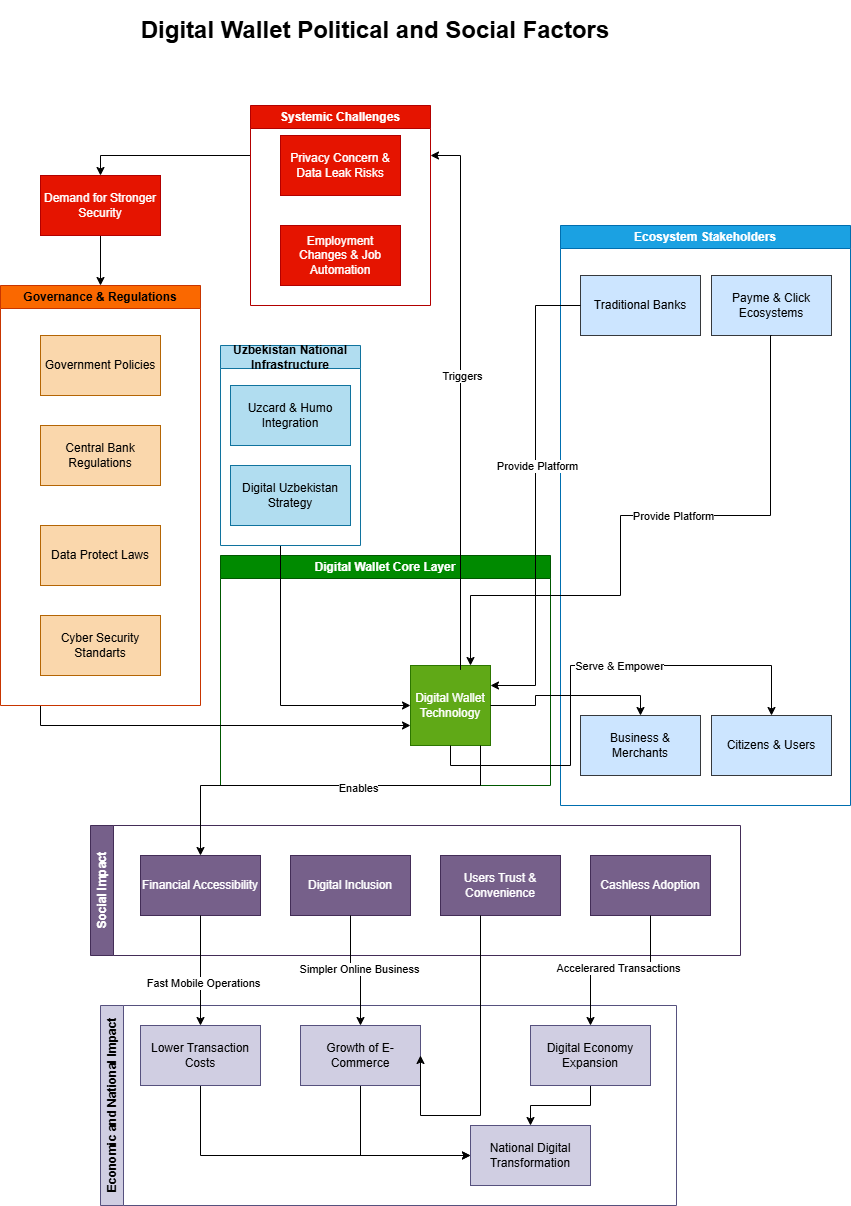 Digital Wallet Political and Social Factors
Systemic Challenges
Privacy Concern &
Data Leak Risks
Employment
Changes & Job
Automation
Demand for Stronger
Security
Governance & Regulations
Government Policies
Central Bank
Regulations
Data Protect Laws
Cyber Security
Standarts
Uzbekistan National
Infrastructure
Uzcard & Humo
Integration
Digital Uzbekistan
Strategy
Triggers
Ecosystem Stakeholders
Traditional Banks
Payme & Click
Ecosystems
Provide Platform
Provide Platform
Digital Wallet Core Layer
Digital Wallet
Technology
Serve & Empower
Business &
Merchants
Citizens & Users
Enables
Social Impact
Financial Accessibility
Digital Inclusion
Users Trust &
Convenience
Cashless Adoption
Fast Mobile Operations
Simpler Online Business
Accelerared Transactions
Economic and National Impact
Lower Transaction
Costs
Growth of E-
Commerce
Digital Economy
Expansion
National Digital
Transformation